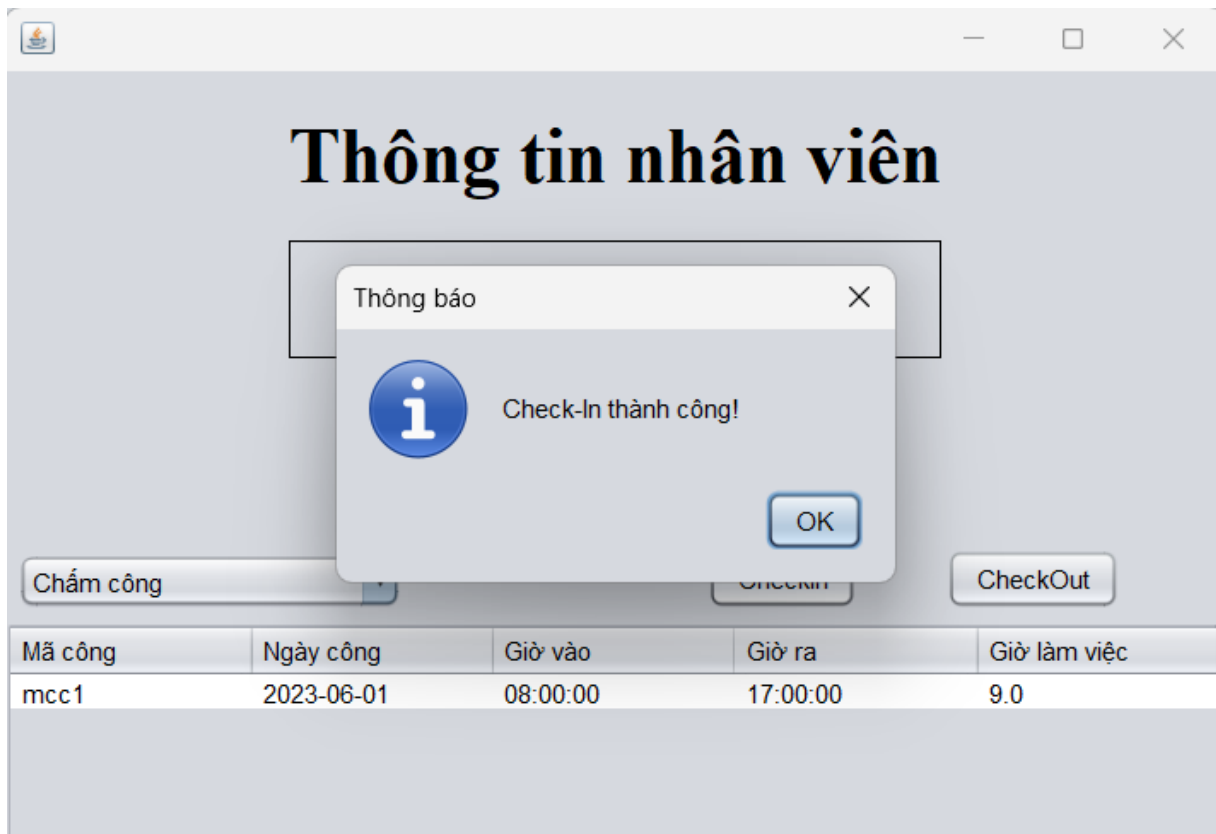 Thông tin nhân viên
Thông báo
Check-In thành công!
OK
Chấm công
CheckOut
Mã công Ngày công Giờ vào Giờ ra Giờ làm việc
mcc1 2023-06-01 08:00:00 17:00:00 9.0